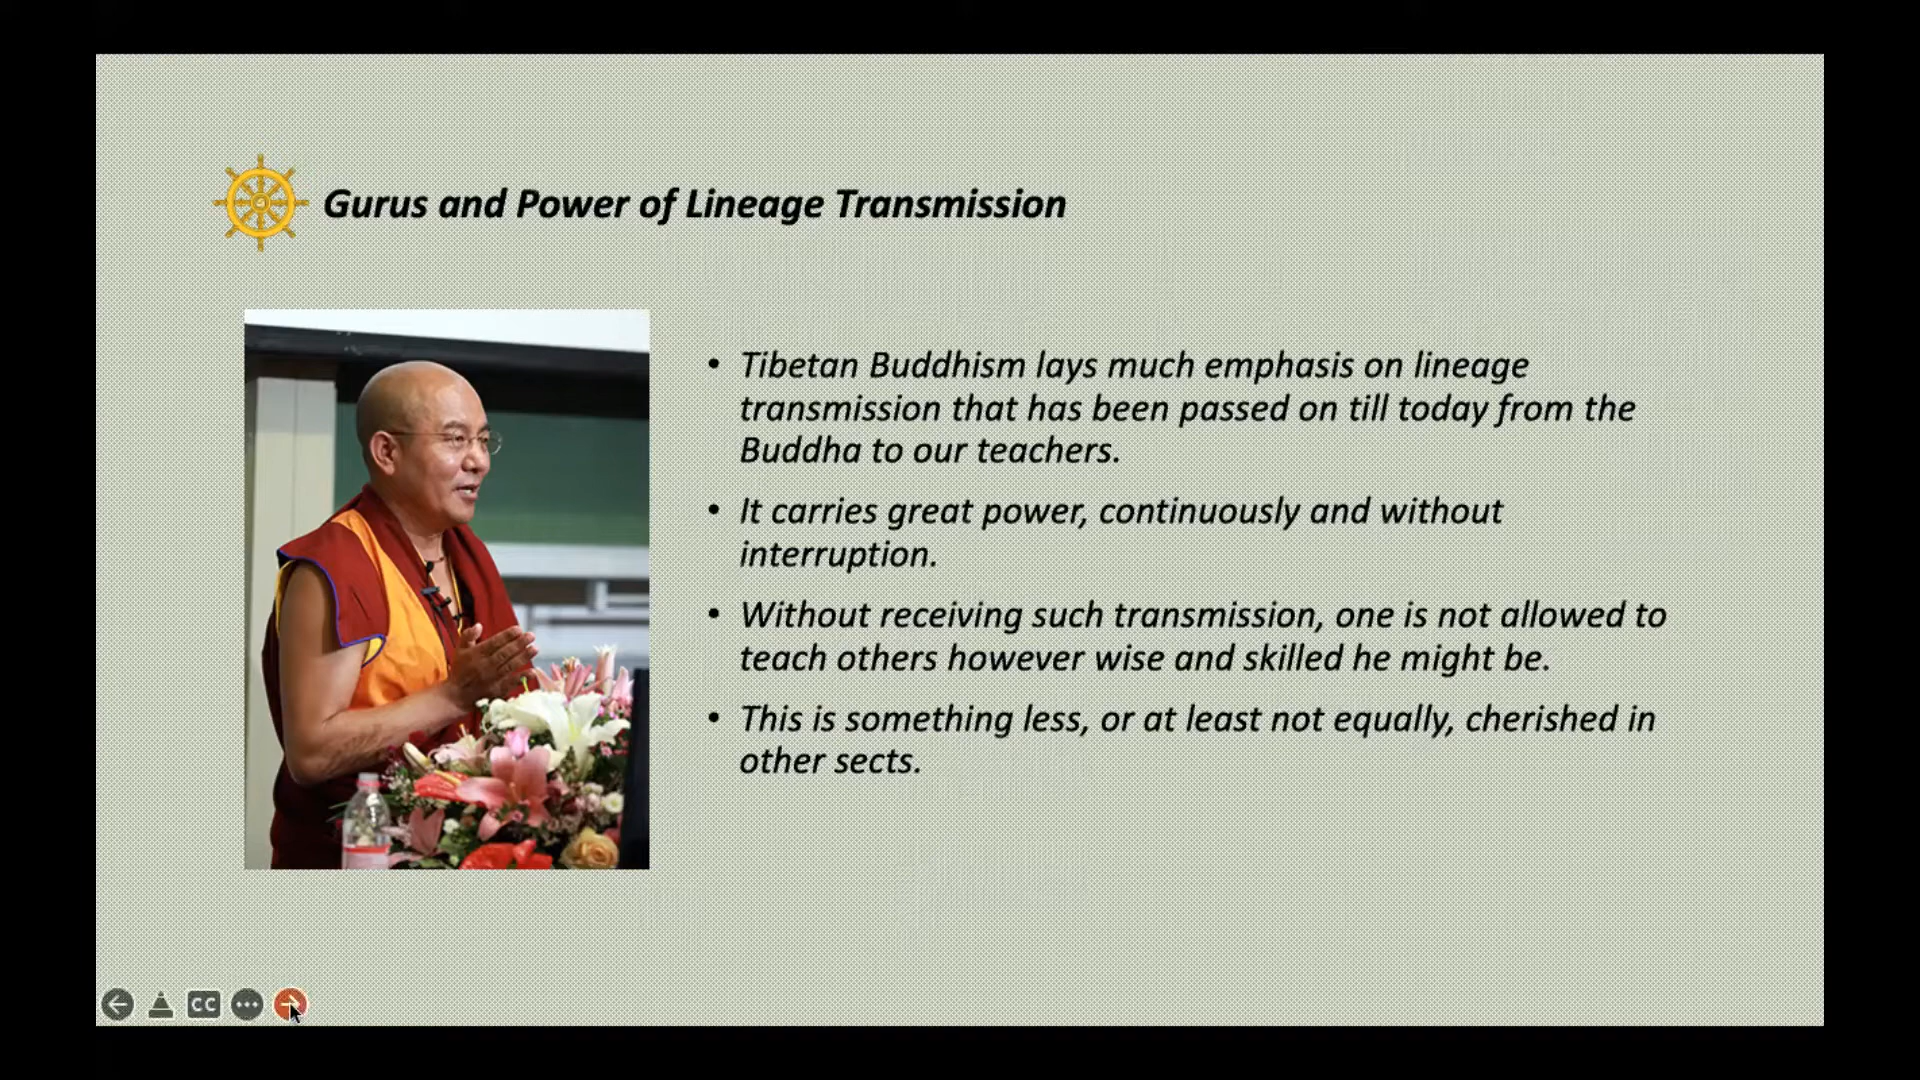 Gurus and Power of Lineage Transmission
• Tibetan Buddhism lays much emphasis on lineage
transmission that has been passed on till today from the
Buddha to our teachers.
• It carries great power, continuously and without
interruption.
• Without receiving such transmission, one is not allowed to
teach others however wise and skilled he might be.
• This is something less, or at least not equally, cherished in
other sects.
CC